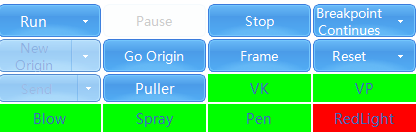 Run
Pause
Stop
Breakpoint
Continues
New
Origin
Go Origin
Frame
Reset
Send
Puller
VK
VP
Blow
Spray
Pen
RedLight